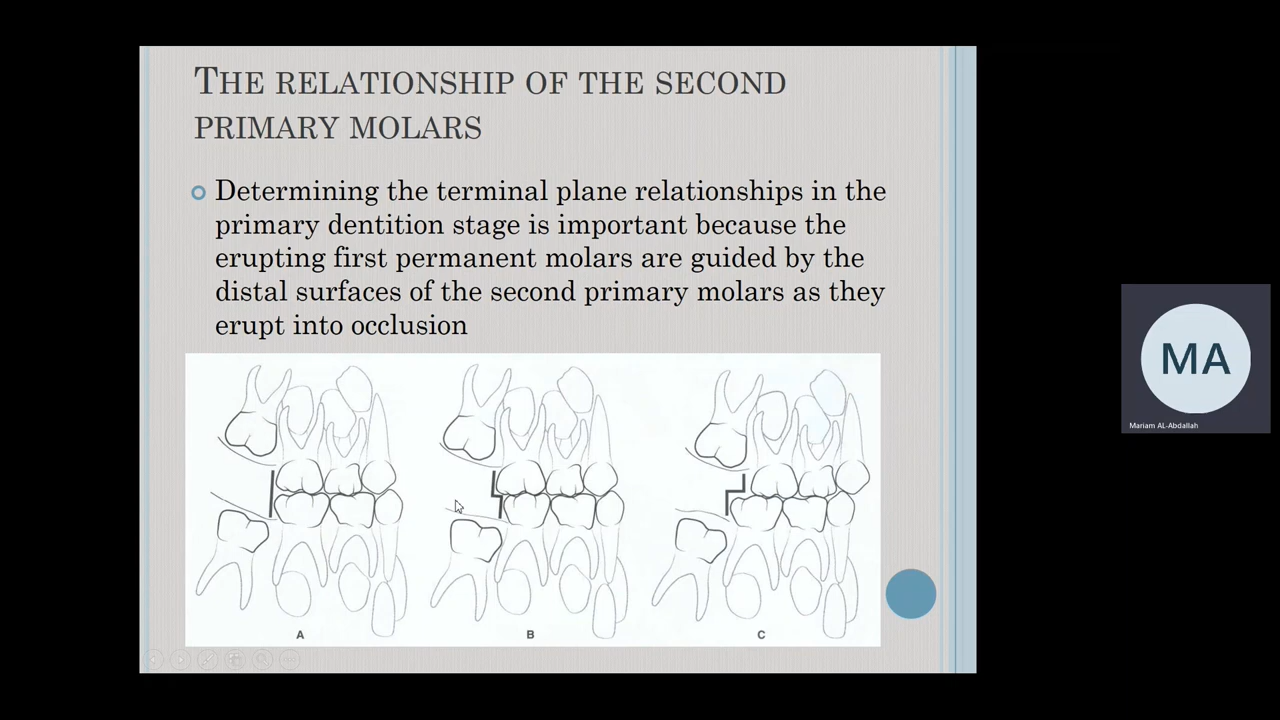 THE RELATIONSHIP OF THE SECOND
PRIMARY MOLARS
Determining the terminal plane relationships in the
primary dentition stage is important because the
erupting first permanent molars are guided by the
distal surfaces of the second primary molars as they
erupt into occlusion
A B C
MA
Mariam AL-Abdallah